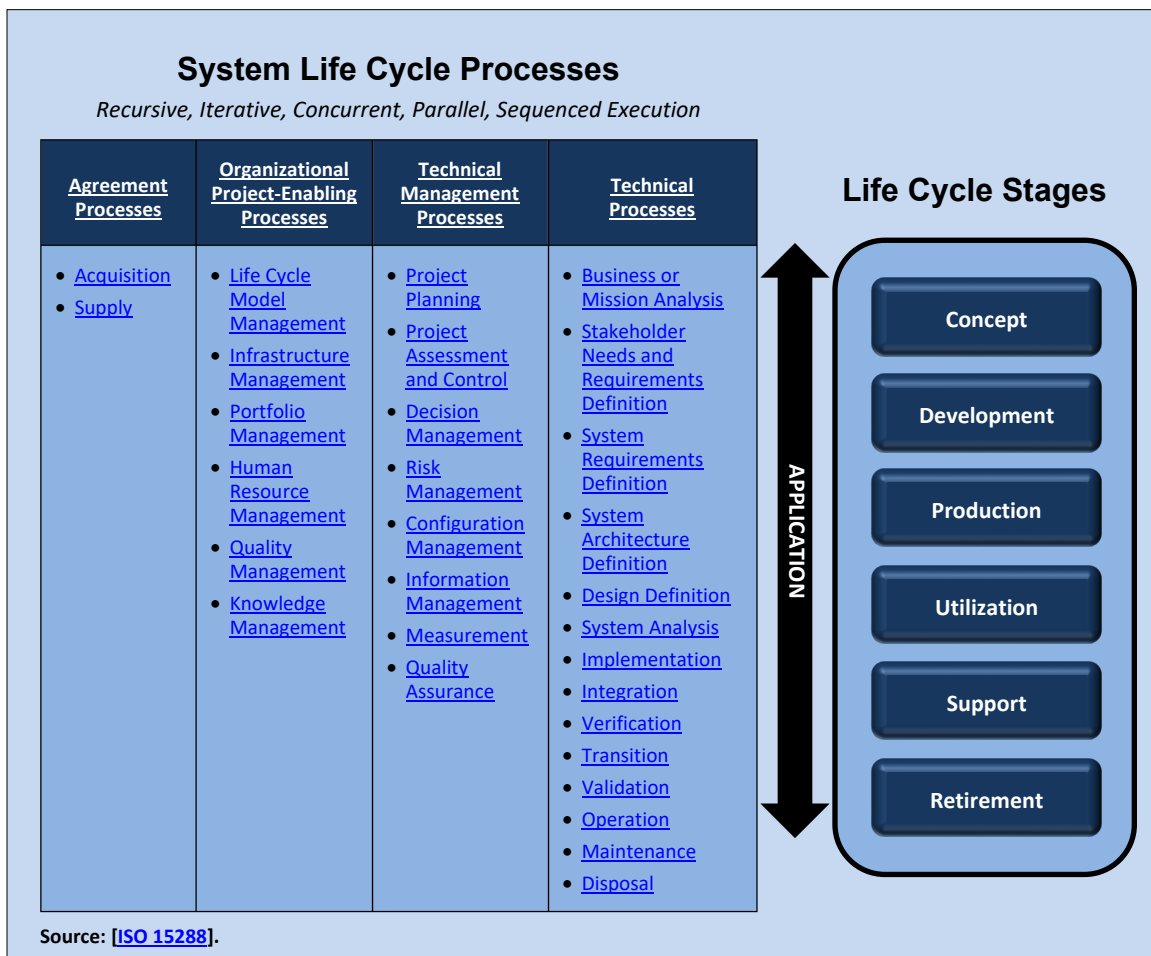 System Life Cycle Processes
Recursive, Iterative, Concurrent, Parallel, Sequenced Execution
Agreement
Processes
Organizational
Project-Enabling
Processes
Technical
Management
Processes
Technical
Processes
• Acquisition
• Supply
• Life Cycle
Model
Management
• Infrastructure
Management
• Portfolio
Management
• Human
Resource
Management
• Quality
Management
• Knowledge
Management
• Project
Planning
• Project
Assessment
and Control
• Decision
Management
• Risk
Management
• Configuration
Management
• Information
Management
• Measurement
• Quality
Assurance
• Business or
Mission Analysis
• Stakeholder
Needs and
Requirements
Definition
• System
Requirements
Definition
• System
Architecture
Definition
• Design Definition
• System Analysis
• Implementation
• Integration
• Verification
• Transition
• Validation
• Operation
• Maintenance
• Disposal
APPLICATION
Life Cycle Stages
Concept
Development
Production
Utilization
Support
Retirement
Source: [ISO 15288].